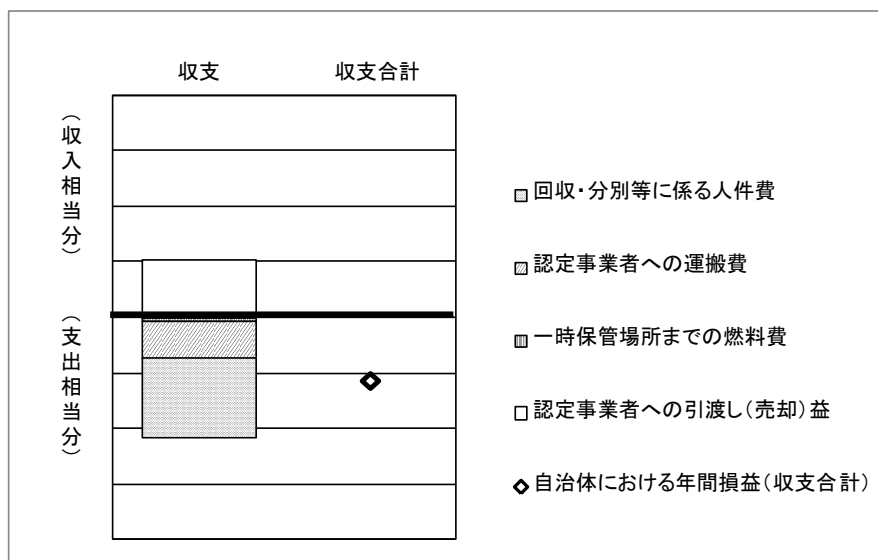 収支
収支合計
（収入相当分）
（支出相当分）
回収・分別等に係る人件費
認定事業者への運搬費
一時保管場所までの燃料費
認定事業者への引渡し（売却）益
自治体における年間損益（収支合計）